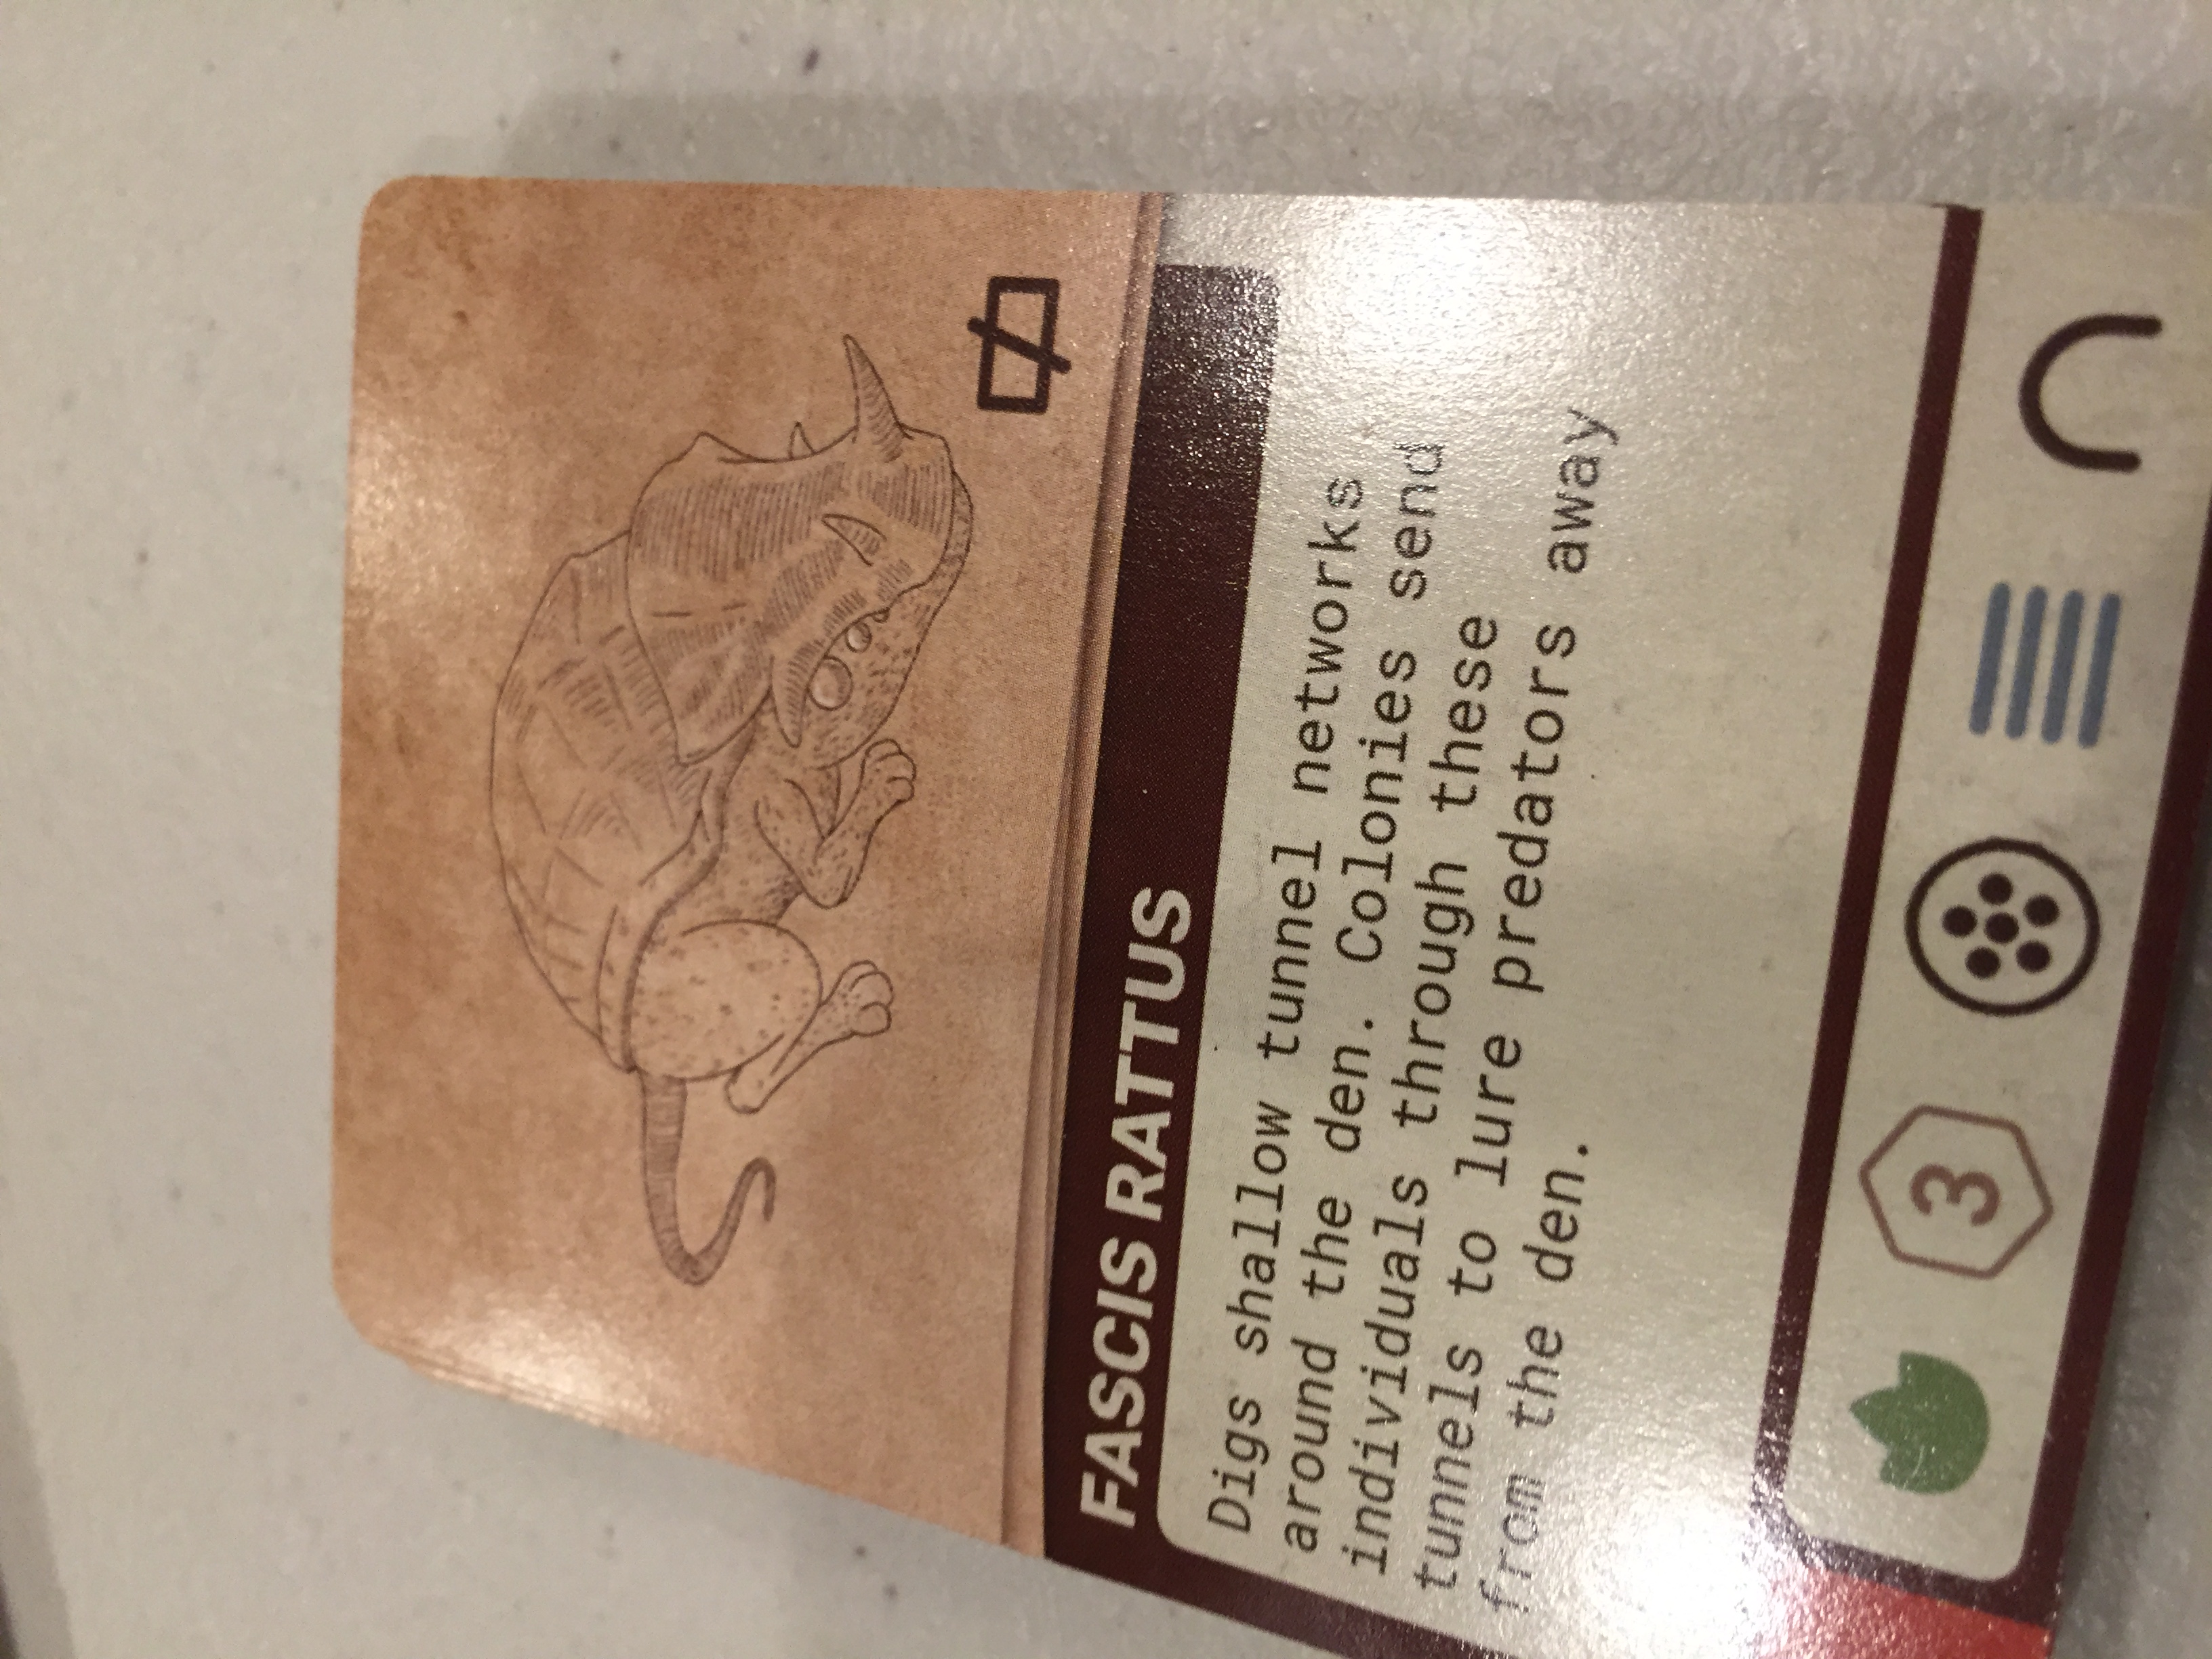 FASCIS RATTUS
Digs shallow tunnel networks
around the den. Colonies send
individuals through these
tunnels to lure predators away
from the den.
3